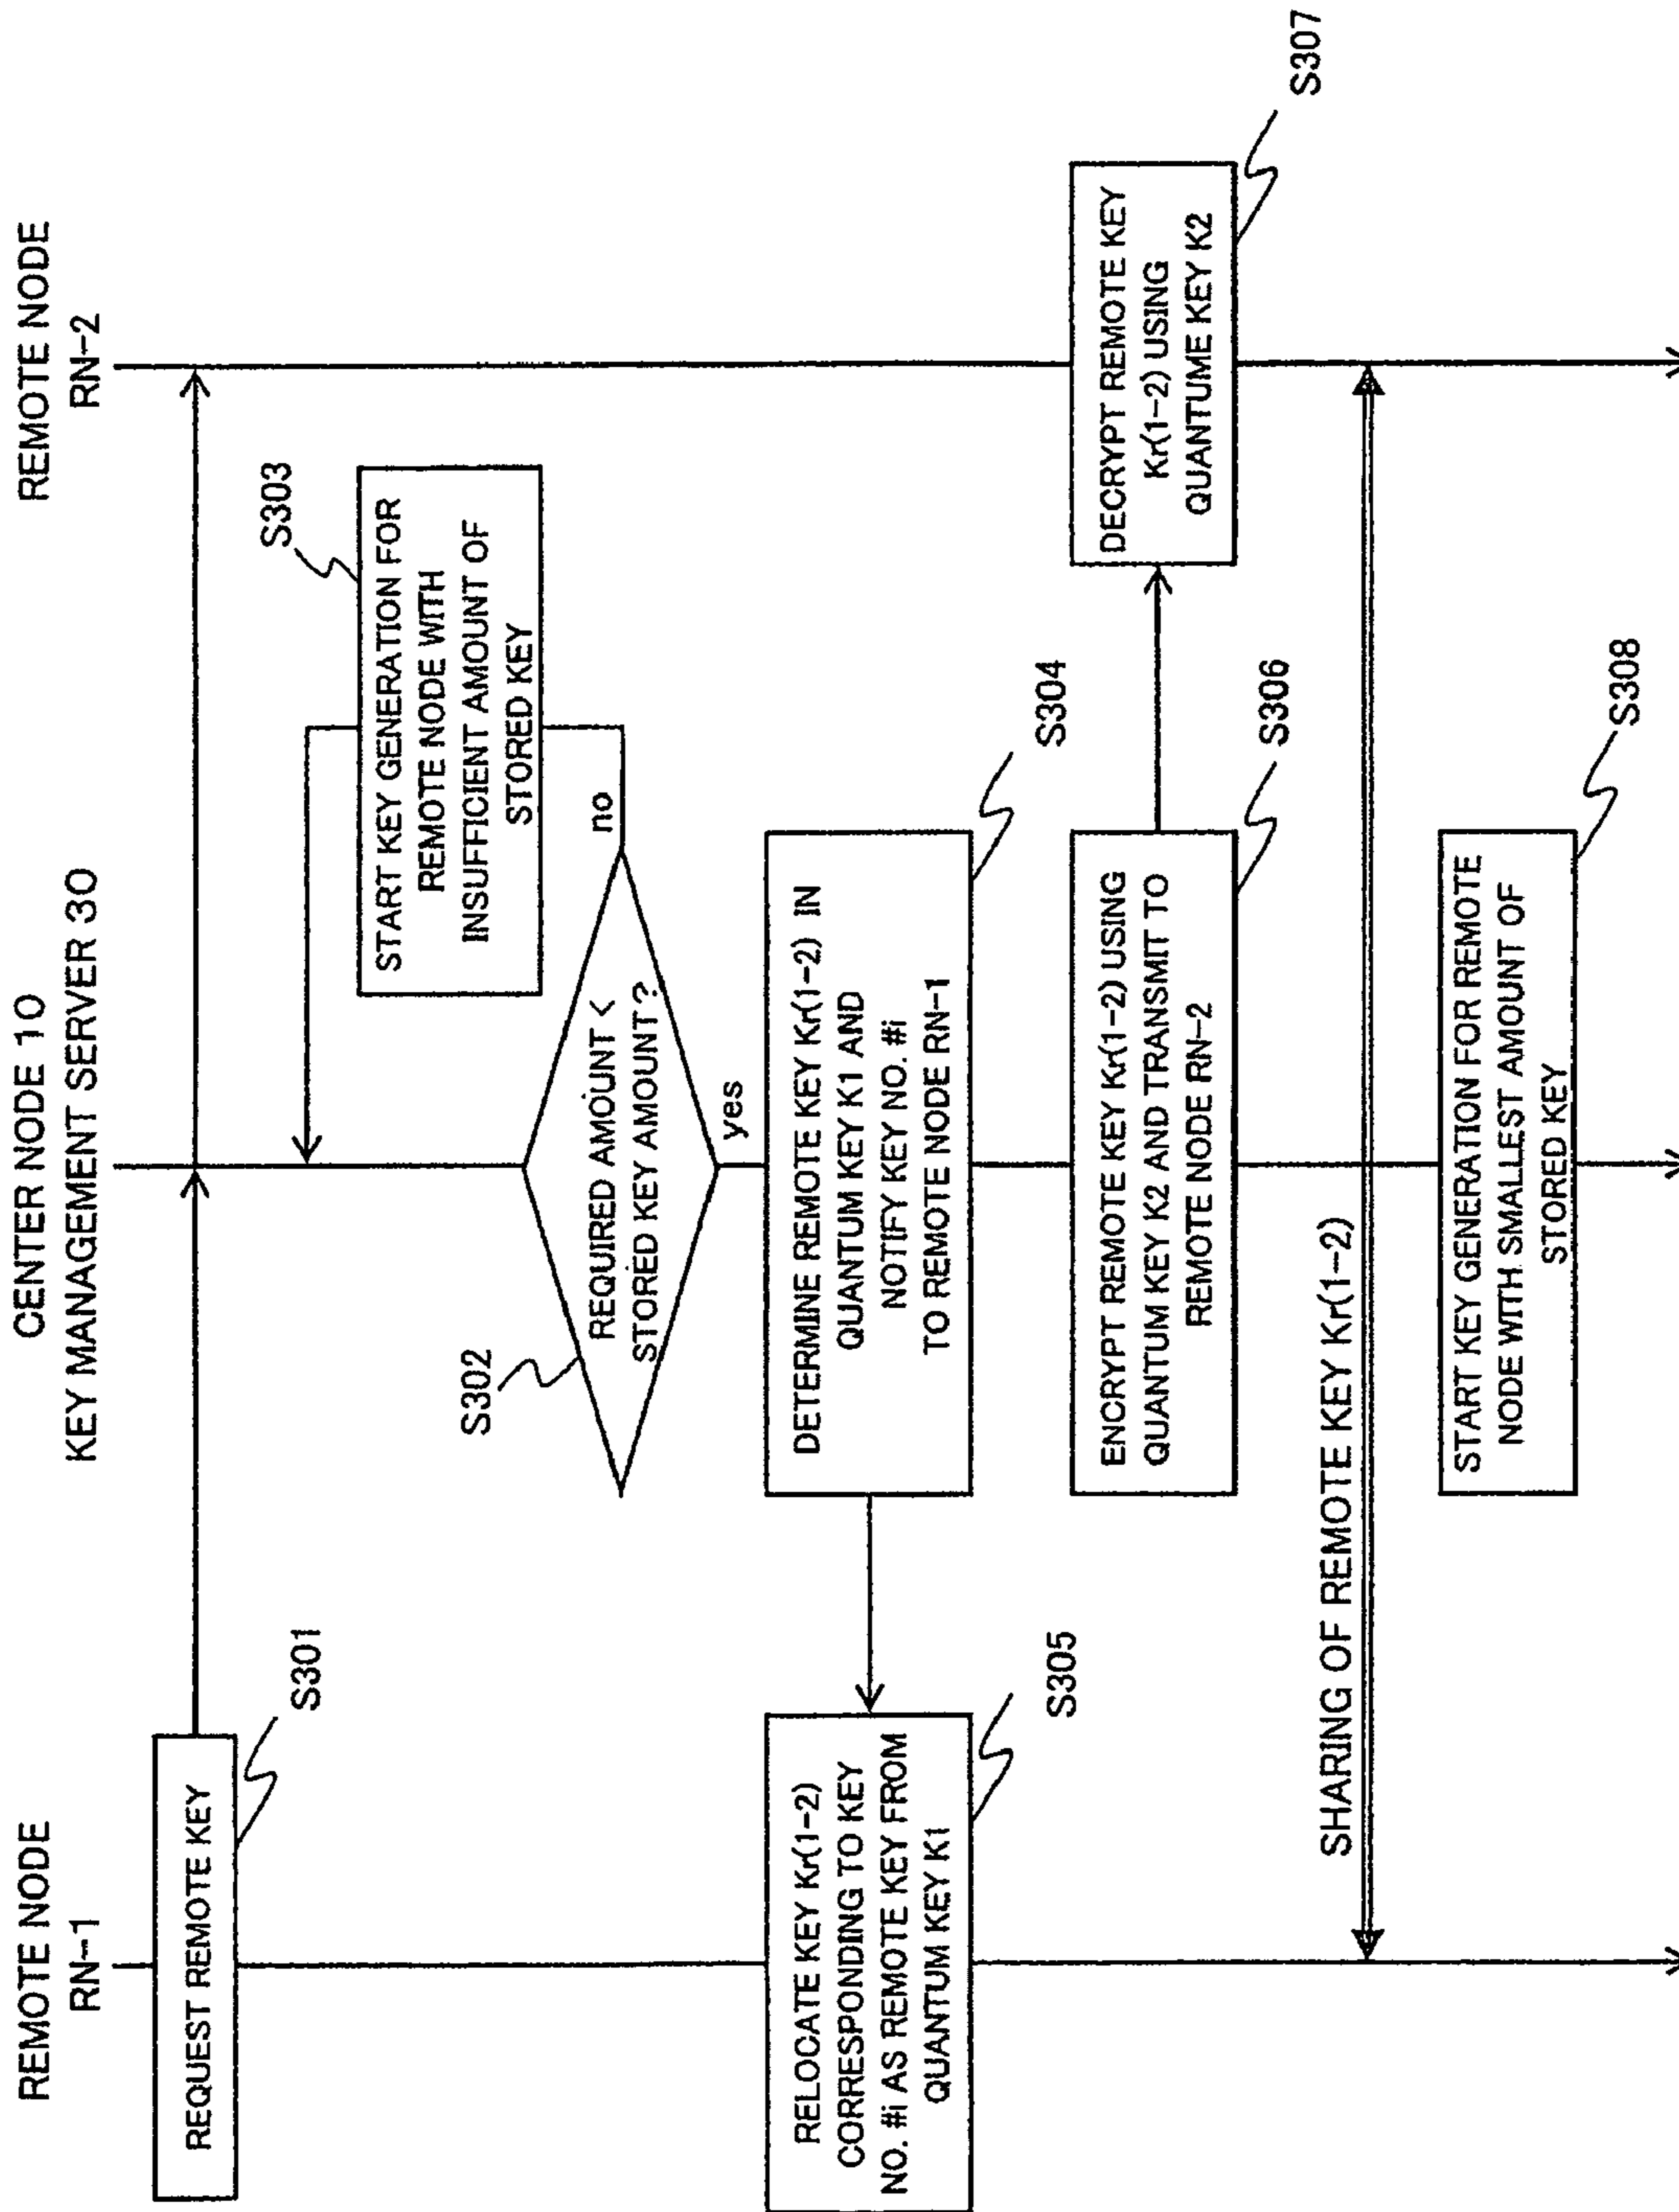 REMOTE NODE
RN-1
CENTER NODE 10
KEY MANAGEMENT SERVER 30
REMOTE NODE
RN-2
REQUEST REMOTE KEY
S301
S302
REQUIRED AMOUNT <
STORED KEY AMOUNT?
no
yes
S303
START KEY GENERATION FOR
REMOTE NODE WITH
INSUFFICIENT AMOUNT OF
STORED KEY
DETERMINE REMOTE KEY Kr(1-2) IN
QUANTUM KEY K1 AND
NOTIFY KEY NO. #i
TO REMOTE NODE RN-1
S304
RELOCATE KEY Kr(1-2)
CORRESPONDING TO KEY
NO. #i AS REMOTE KEY FROM
QUANTUM KEY K1
S305
ENCRYPT REMOTE KEY Kr(1-2) USING
QUANTUM KEY K2 AND TRANSMIT TO
REMOTE NODE RN-2
S306
DECRYPT REMOTE KEY
Kr(1-2) USING
QUANTUME KEY K2
S307
SHARING OF REMOTE KEY Kr(1-2)
START KEY GENERATION FOR REMOTE
NODE WITH SMALLEST AMOUNT OF
STORED KEY
S308